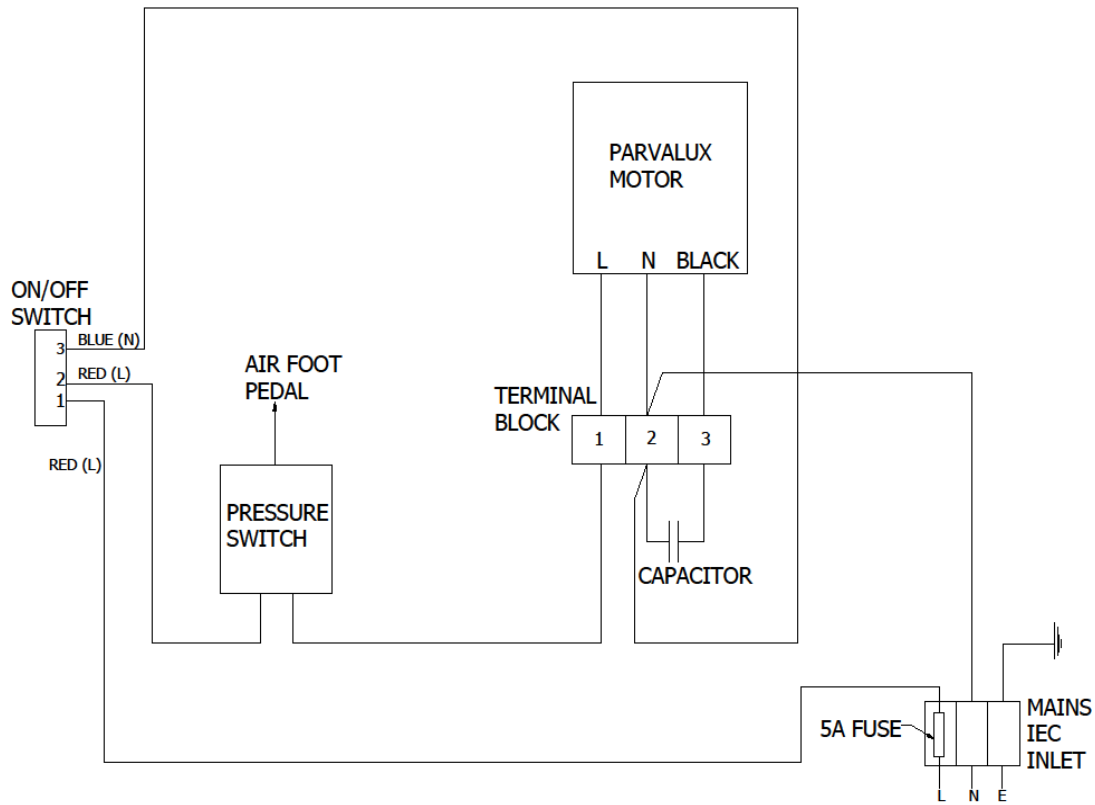 PARVALUX
MOTOR
L N BLACK
ON/OFF
SWITCH
3 BLUE (N)
2 RED (L)
1
RED (L)
AIR FOOT
PEDAL
TERMINAL
BLOCK
1 2 3
PRESSURE
SWITCH
CAPACITOR
5A FUSE
MAINS
IEC
INLET
L N E